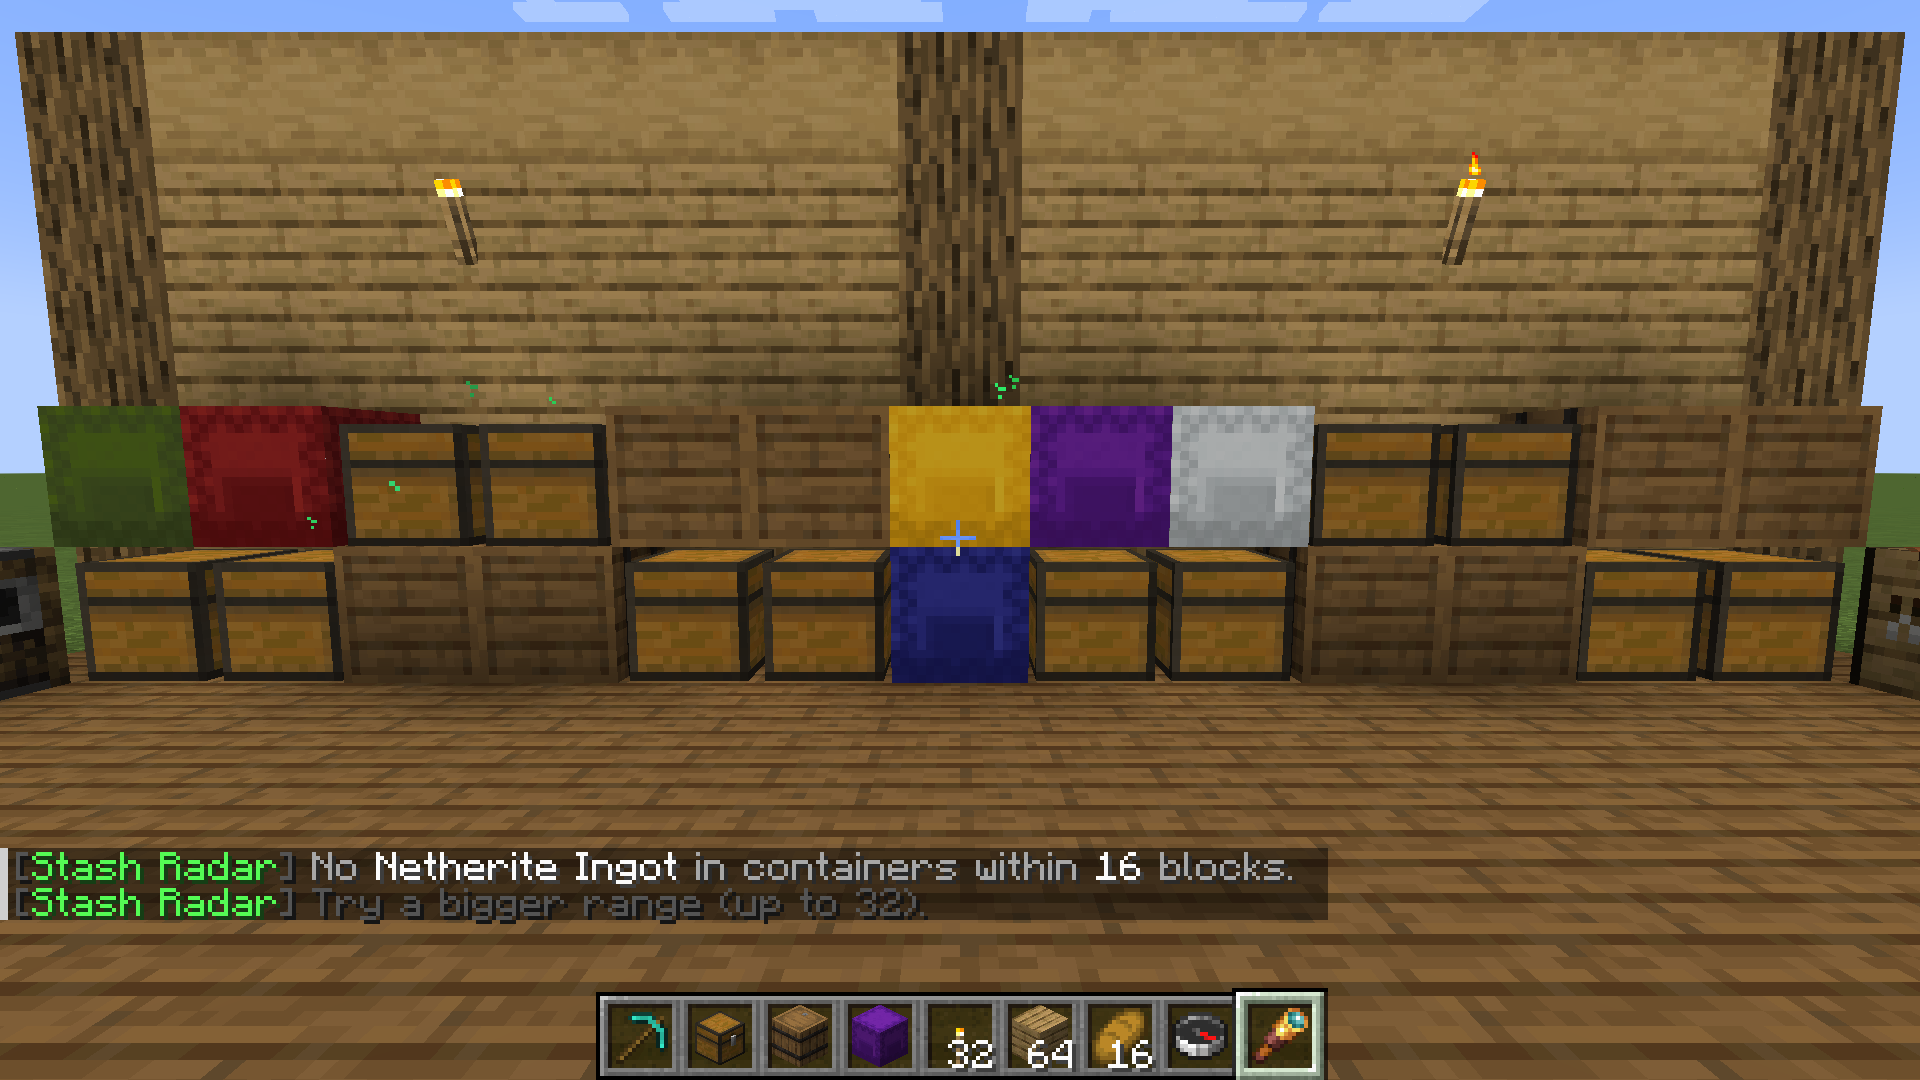 [Stash Radar] No Netherite Ingot in containers within 16 blocks.
[Stash Radar] Try a bigger range (up to 32).
32 64 16